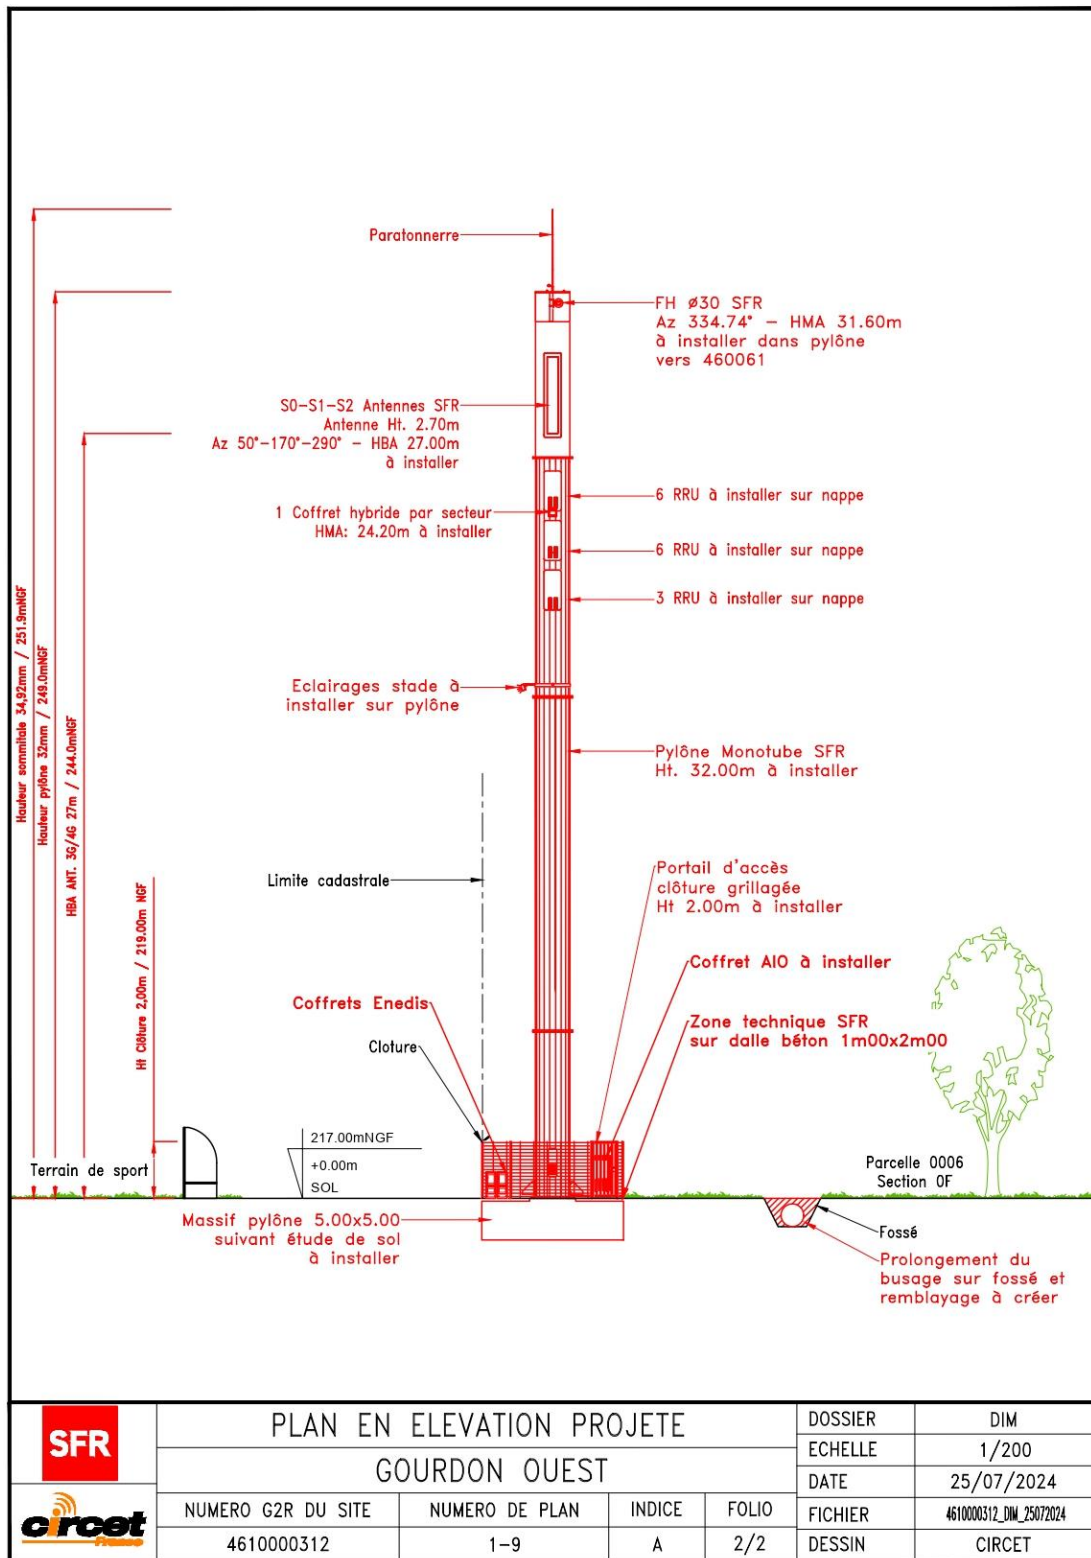 Paratonnerre
FH ø30 SFR
Az 334.74° - HMA 31.60m
à installer dans pylône
vers 460061
S0-S1-S2 Antennes SFR
Antenne Ht. 2.70m
Az 50°-170°-290° - HBA 27.00m
à installer
6 RRU à installer sur nappe
1 Coffret hybride par secteur
HMA: 24.20m à installer
6 RRU à installer sur nappe
3 RRU à installer sur nappe
Hauteur sommitale 34,92mm / 251.9mNGF
Hauteur pylône 32mm / 249.0mNGF
HBA ANT. 3G/4G 27m / 244.0mNGF
Ht Clôture 2,00m / 219.00m NGF
Eclairages stade à
installer sur pylône
Pylône Monotube SFR
Ht. 32.00m à installer
Limite cadastrale
Portail d'accès
clôture grillagée
Ht 2.00m à installer
Coffret AIO à installer
Coffrets Enedis
Zone technique SFR
sur dalle béton 1m00x2m00
Cloture
217.00mNGF
+0.00m
SOL
Terrain de sport
Parcelle 0006
Section 0F
Massif pylône 5.00x5.00
suivant étude de sol
à installer
Fossé
Prolongement du
busage sur fossé et
remblayage à créer
SFR
circet
France
PLAN EN ELEVATION PROJETE
GOURDON OUEST
NUMERO G2R DU SITE
NUMERO DE PLAN
INDICE
FOLIO
4610000312
1-9
A
2/2
DOSSIER
DIM
ECHELLE
1/200
DATE
25/07/2024
FICHIER
4610000312_DIM_25072024
DESSIN
CIRCET